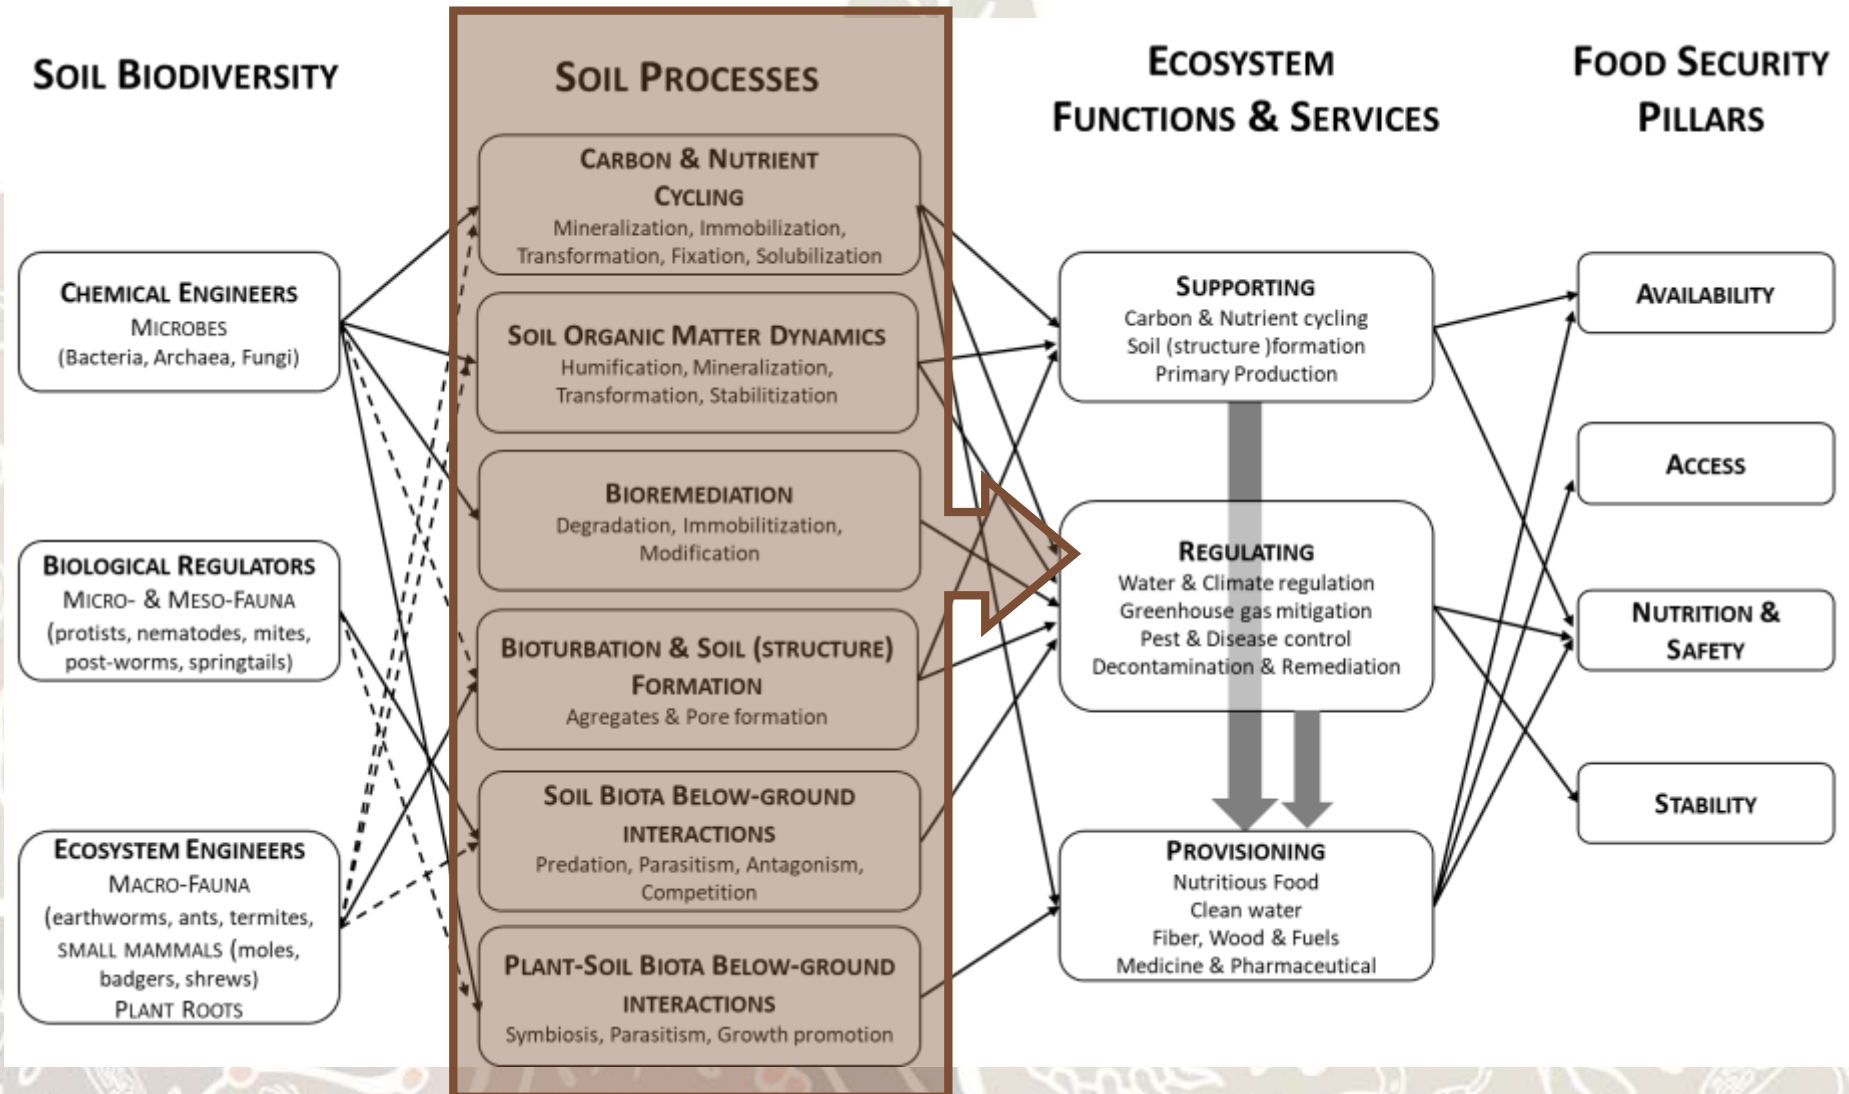 SOIL BIODIVERSITY
CHEMICAL ENGINEERS
MICROBES
(Bacteria, Archaea, Fungi)
BIOLOGICAL REGULATORS
MICRO- & MESO-FAUNA
(protists, nematodes, mites,
post-worms, springtails)
ECOSYSTEM ENGINEERS
MACRO-FAUNA
(earthworms, ants, termites,
SMALL MAMMALS (moles,
badgers, shrews)
PLANT ROOTS
SOIL PROCESSES
CARBON & NUTRIENT
CYCLING
Mineralization, Immobilization,
Transformation, Fixation, Solubilization
SOIL ORGANIC MATTER DYNAMICS
Humification, Mineralization,
Transformation, Stabilitization
BIOREMEDIATION
Degradation, Immobilitization,
Modification
BIOTURBATION & SOIL (STRUCTURE)
FORMATION
Agregates & Pore formation
SOIL BIOTA BELOW-GROUND
INTERACTIONS
Predation, Parasitism, Antagonism,
Competition
PLANT-SOIL BIOTA BELOW-GROUND
INTERACTIONS
Symbiosis, Parasitism, Growth promotion
ECOSYSTEM
FUNCTIONS & SERVICES
SUPPORTING
Carbon & Nutrient cycling
Soil (structure )formation
Primary Production
REGULATING
Water & Climate regulation
Greenhouse gas mitigation
Pest & Disease control
Decontamination & Remediation
PROVISIONING
Nutritious Food
Clean water
Fiber, Wood & Fuels
Medicine & Pharmaceutical
FOOD SECURITY
PILLARS
AVAILABILITY
ACCESS
NUTRITION &
SAFETY
STABILITY